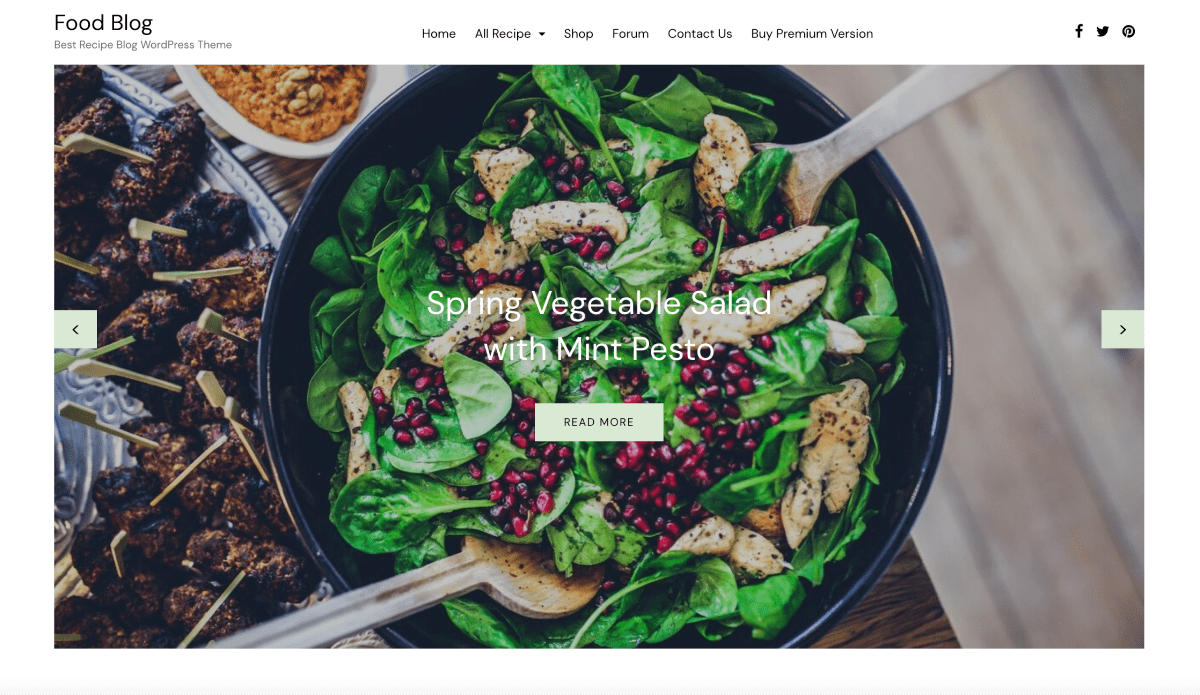 Food Blog
Best Recipe Blog WordPress Theme
Home All Recipe Shop Forum Contact Us Buy Premium Version
Spring Vegetable Salad
with Mint Pesto
READ MORE